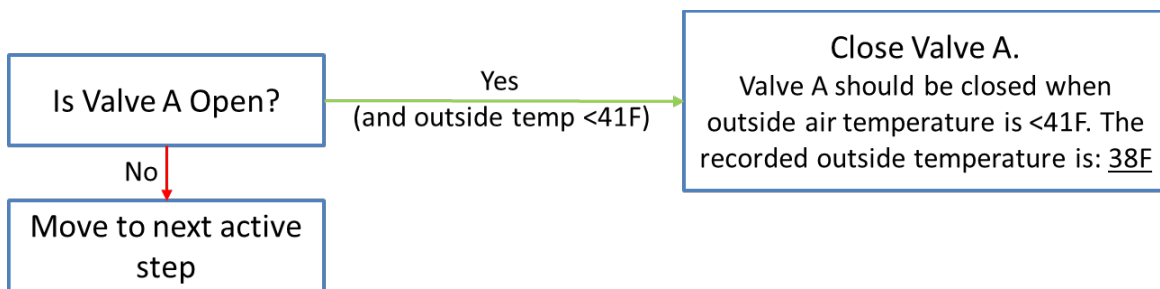 Is Valve A Open?
Yes
(and outside temp <41F)
Close Valve A.
Valve A should be closed when
outside air temperature is <41F. The
recorded outside temperature is: 38F
No
Move to next active
step